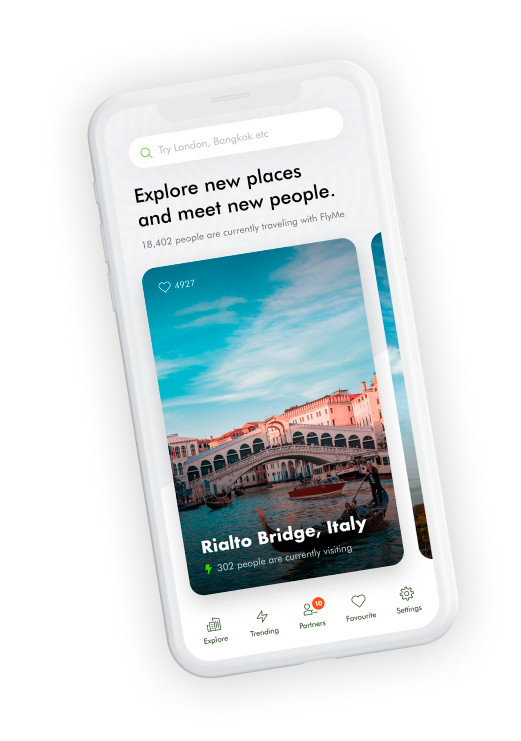 Try London, Bangkok etc
Explore new places
and meet new people.
18,402 people are currently traveling with FlyMe
4927
Rialto Bridge, Italy
302 people are currently visiting
10
Explore
Trending
Partners
Favourite
Settings